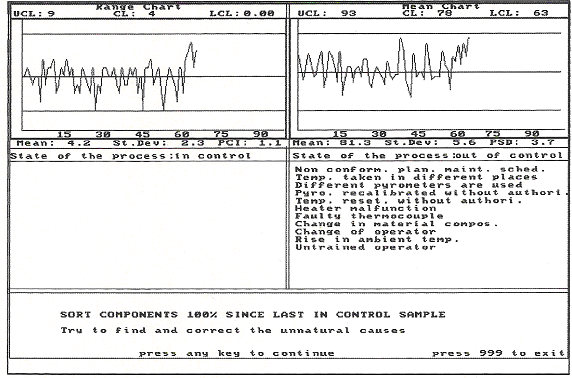 Range Chart
UCL: 9 CL: 4 LCL: 0.00
15 30 45 60 75 90
Mean: 4.2 St.Dev: 2.3 PCI: 1.1
State of the process:in control
Mean Chart
UCL: 93 CL: 78 LCL: 63
15 30 45 60 75 90
Mean: 81.3 St.Dev: 5.6 PSD: 3.7
State of the process:out of control
Non conform. plan. maint. sched.
Temp. taken in different places
Different pyrometers are used
Pyro. recalibrated without authori.
Temp. reset. without authori.
Heater malfunction
Faulty thermocouple
Change in material compos.
Change of operator
Rise in ambient temp.
Untrained operator
SORT COMPONENTS 100% SINCE LAST IN CONTROL SAMPLE
Try to find and correct the unnatural causes
press any key to continue press 999 to exit